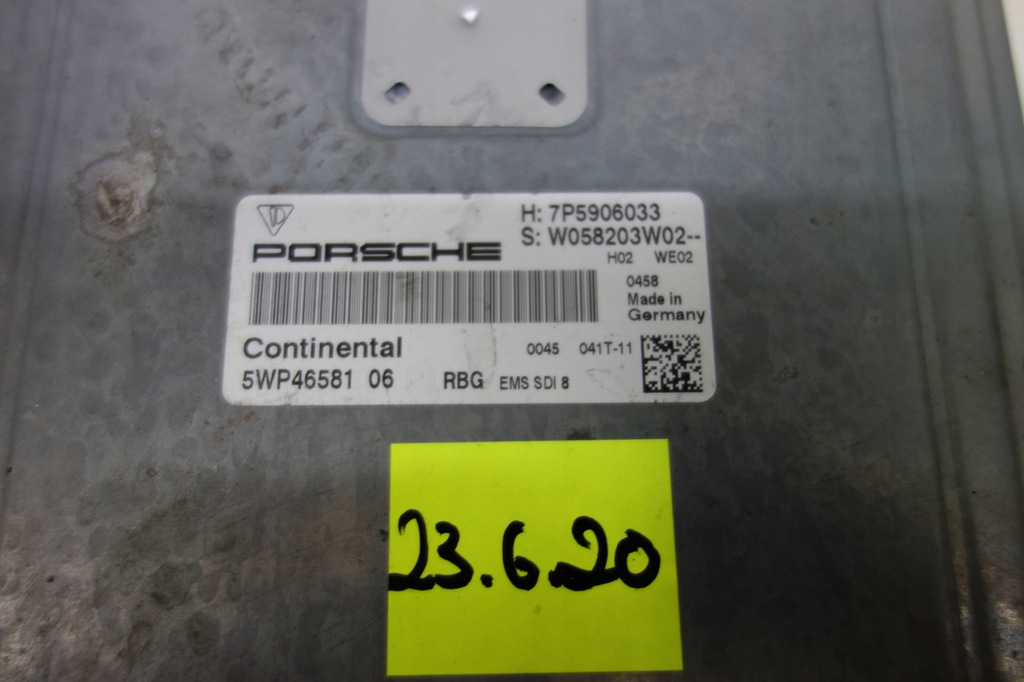 PORSCHE
H: 7P5906033
S: W058203W02--
H02 WE02
0458
Made in
Germany
Continental
0045 041T-11
5WP46581 06 RBG EMS SDI 8
23.6.20